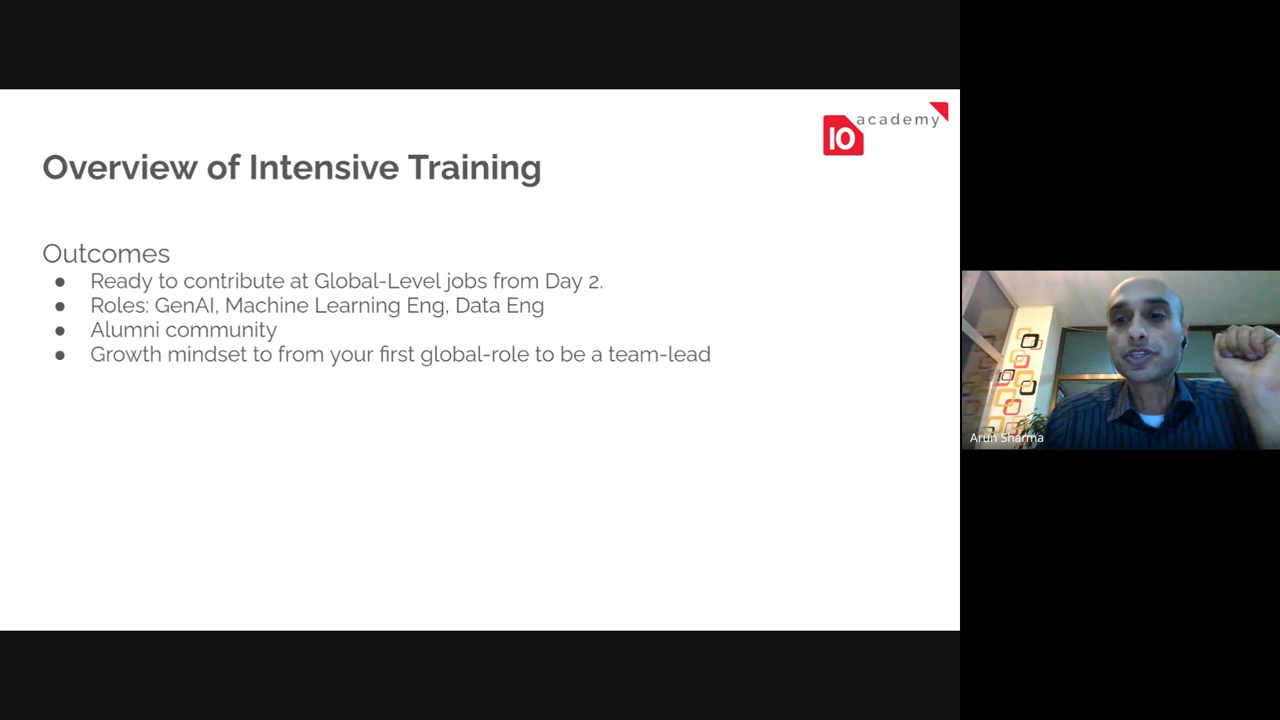 10 academy
Overview of Intensive Training
Outcomes
● Ready to contribute at Global-Level jobs from Day 2.
● Roles: GenAI, Machine Learning Eng, Data Eng
● Alumni community
● Growth mindset to from your first global-role to be a team-lead
Arun Sharma